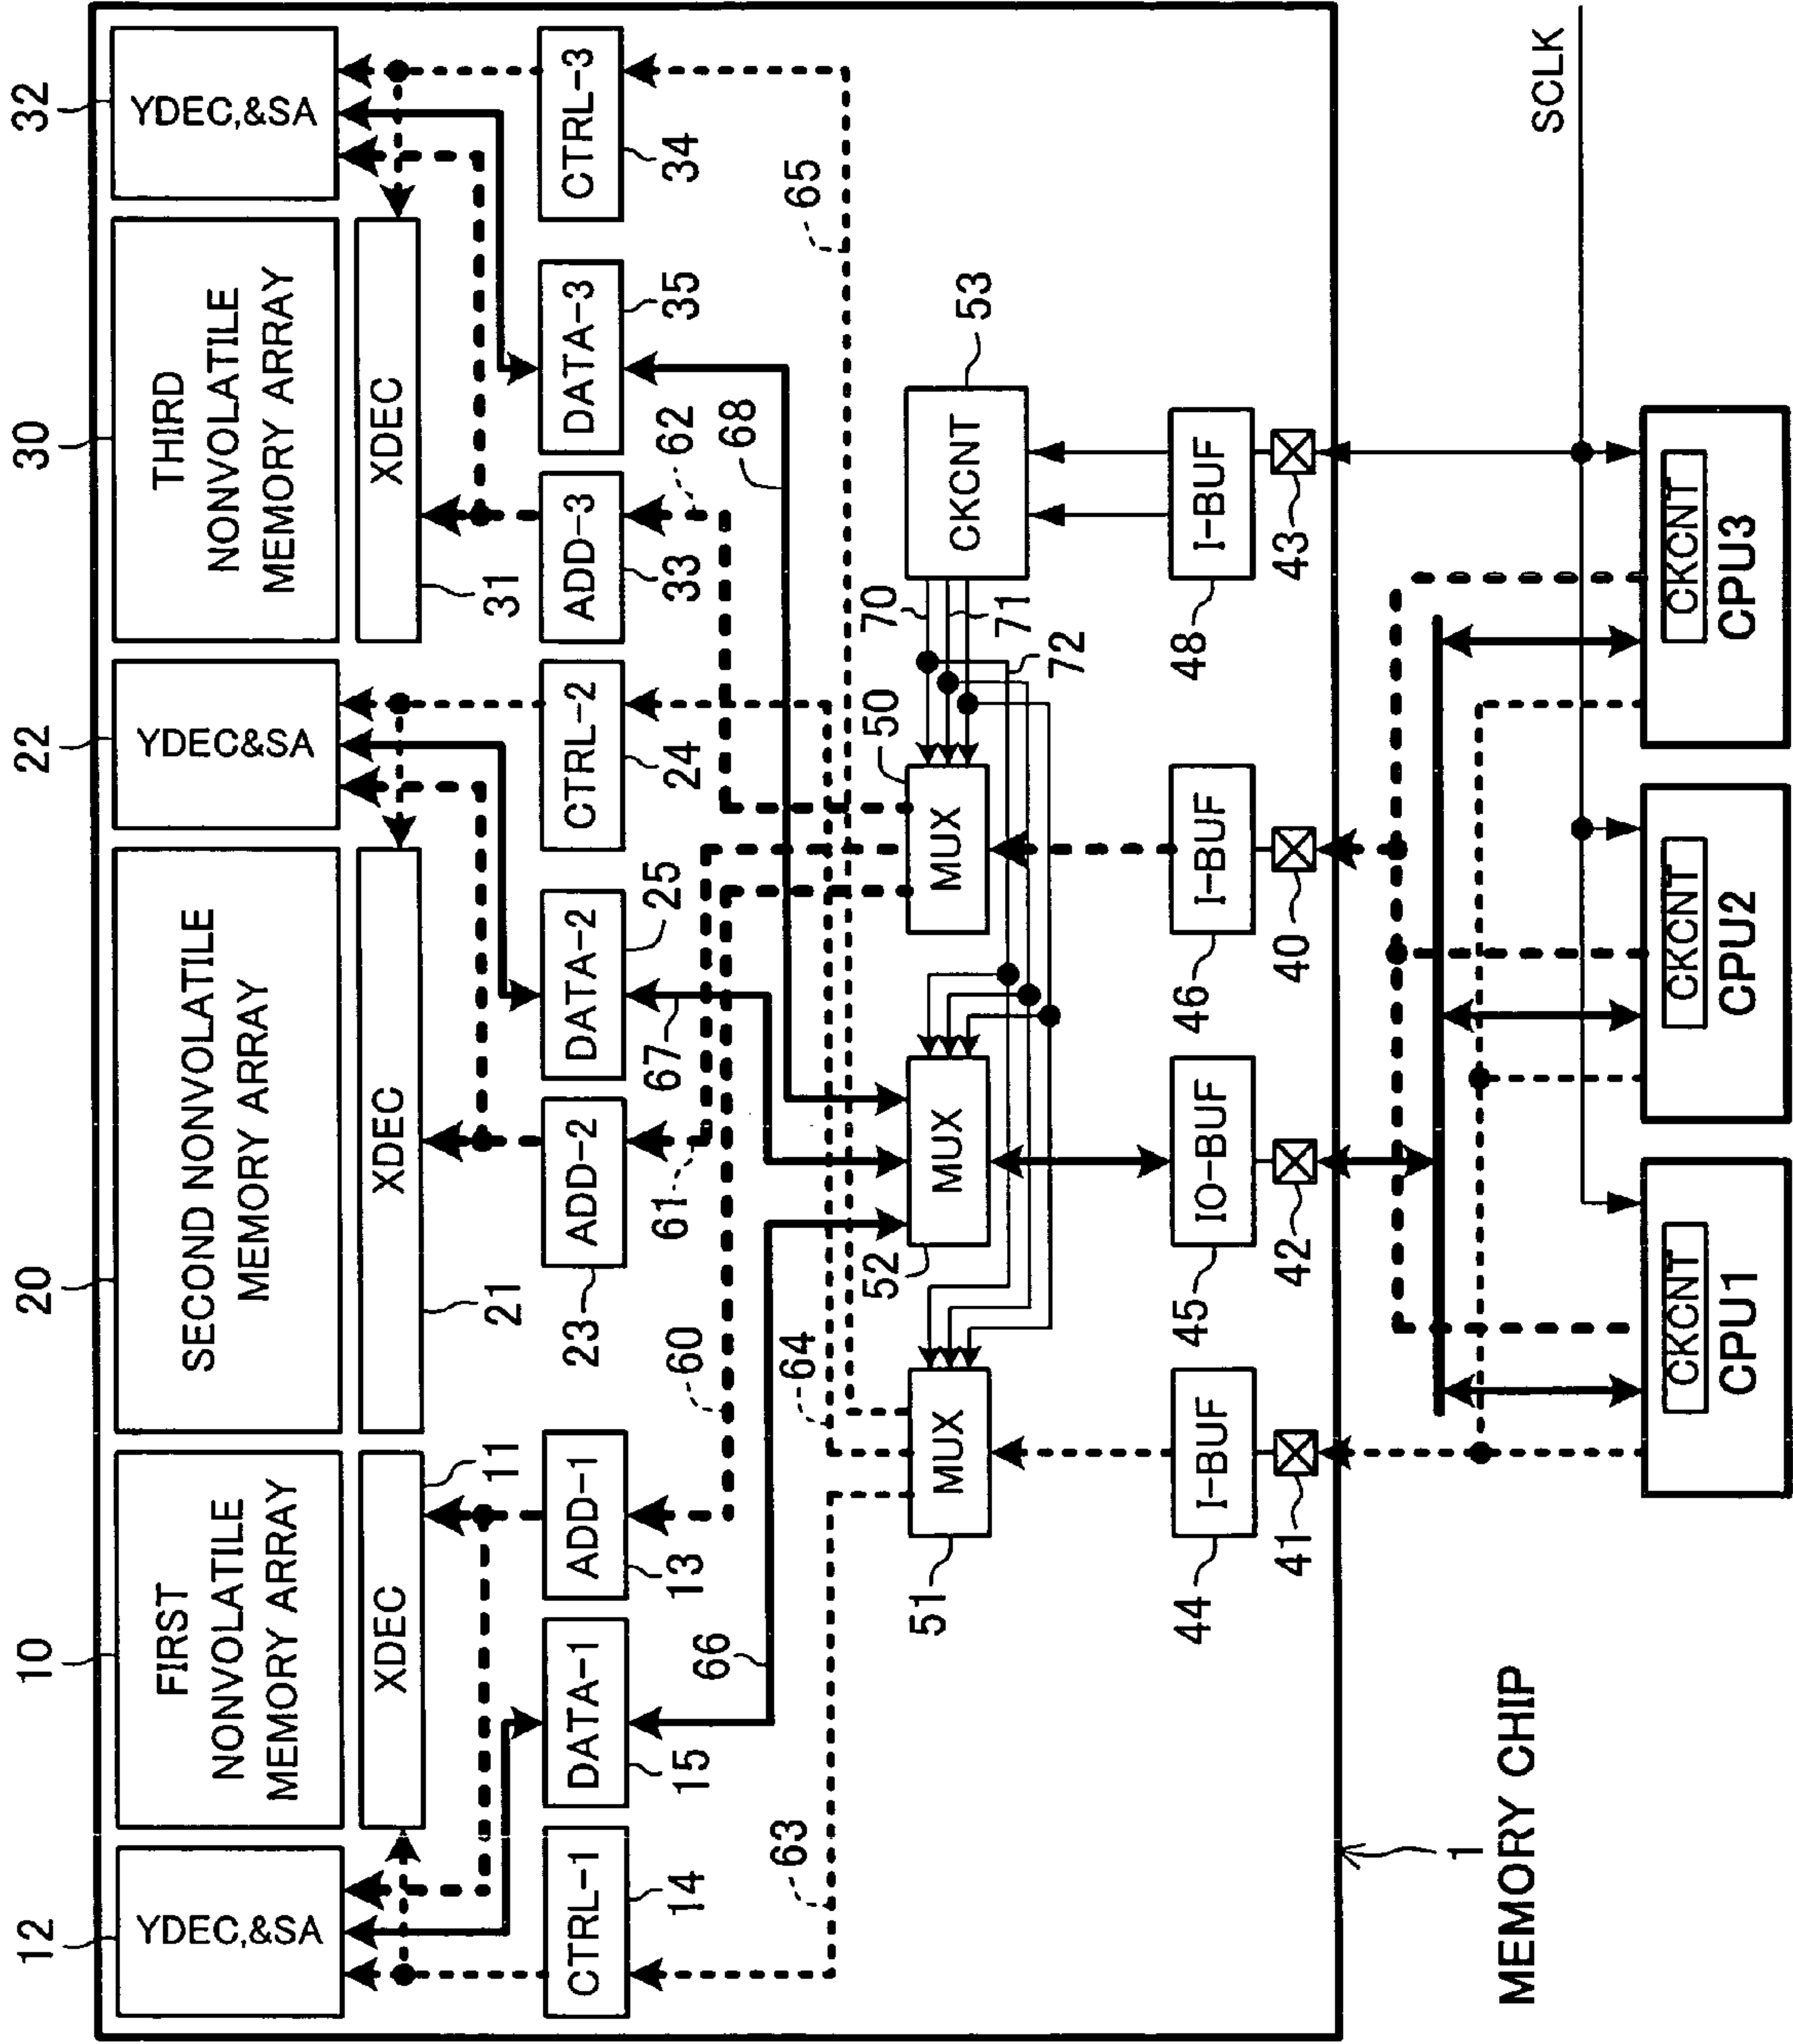 12
10
20
22
30
32
YDEC,&SA
FIRST
NONVOLATILE
MEMORY ARRAY
SECOND NONVOLATILE
MEMORY ARRAY
YDEC&SA
THIRD
NONVOLATILE
MEMORY ARRAY
YDEC,&SA
XDEC
11
XDEC
21
XDEC
31
CTRL-1
14
DATA-1
15
ADD-1
13
ADD-2
23
DATA-2
25
CTRL-2
24
ADD-3
33
DATA-3
35
CTRL-3
34
63
66
60
64
61
67
62
68
65
MUX
51
MUX
52
MUX
50
70
71
72
CKCNT
53
I-BUF
44
IO-BUF
45
I-BUF
46
I-BUF
48
41
42
40
43
1
MEMORY CHIP
SCLK
CKCNT
CPU1
CKCNT
CPU2
CKCNT
CPU3